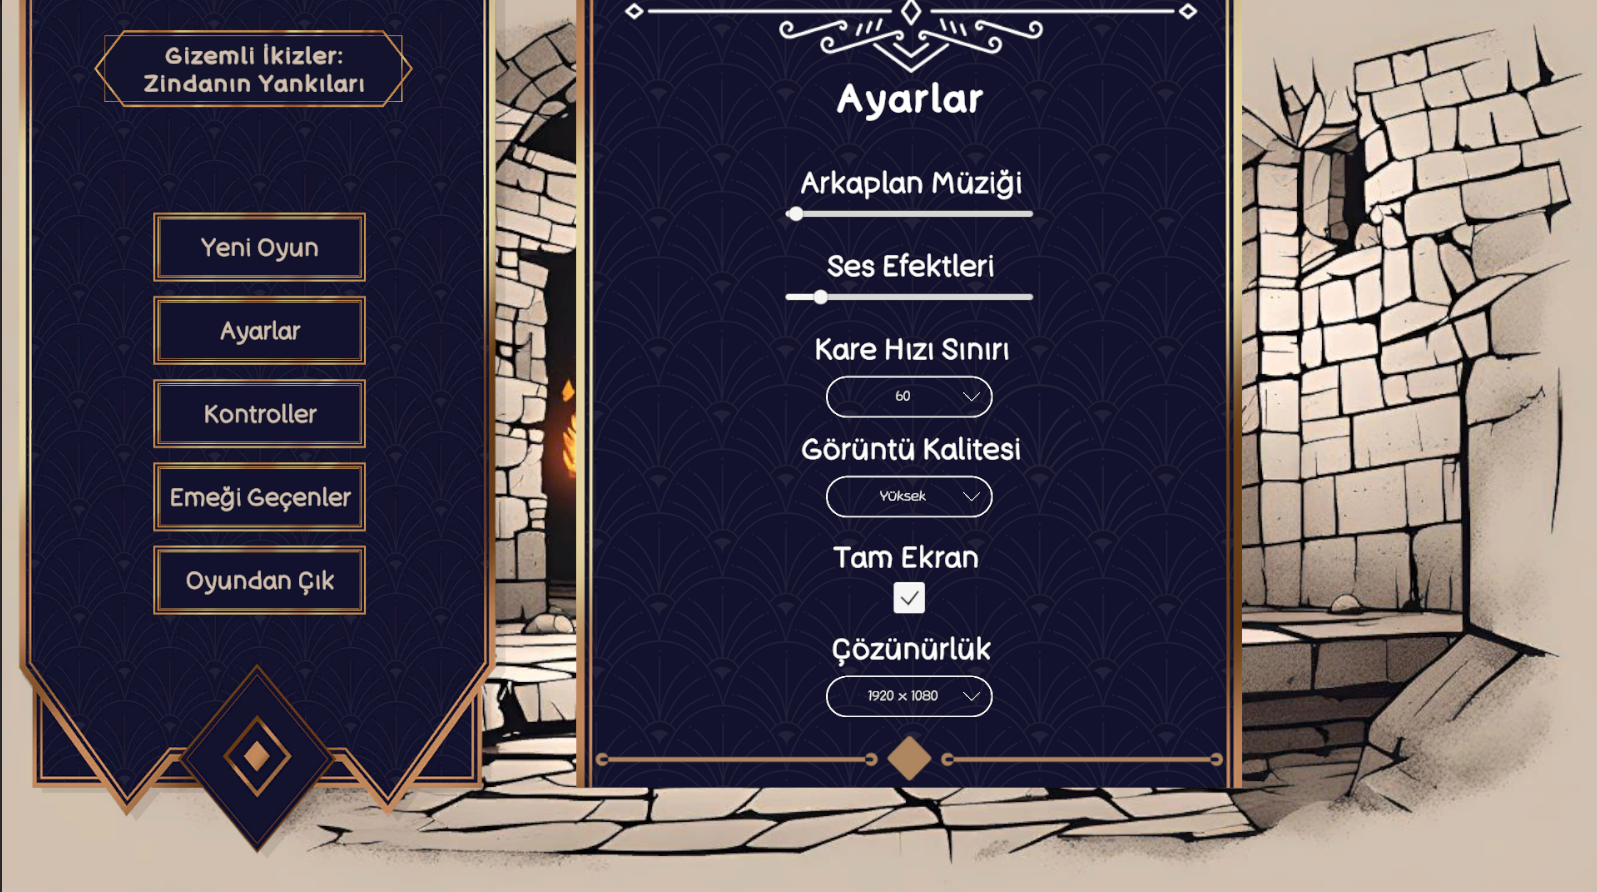 Gizemli İkizler:
Zindanın Yankıları
Yeni Oyun
Ayarlar
Kontroller
Emeği Geçenler
Oyundan Çık
Ayarlar
Arkaplan Müziği
Ses Efektleri
Kare Hızı Sınırı
60
Görüntü Kalitesi
Yüksek
Tam Ekran
Çözünürlük
1920 x 1080